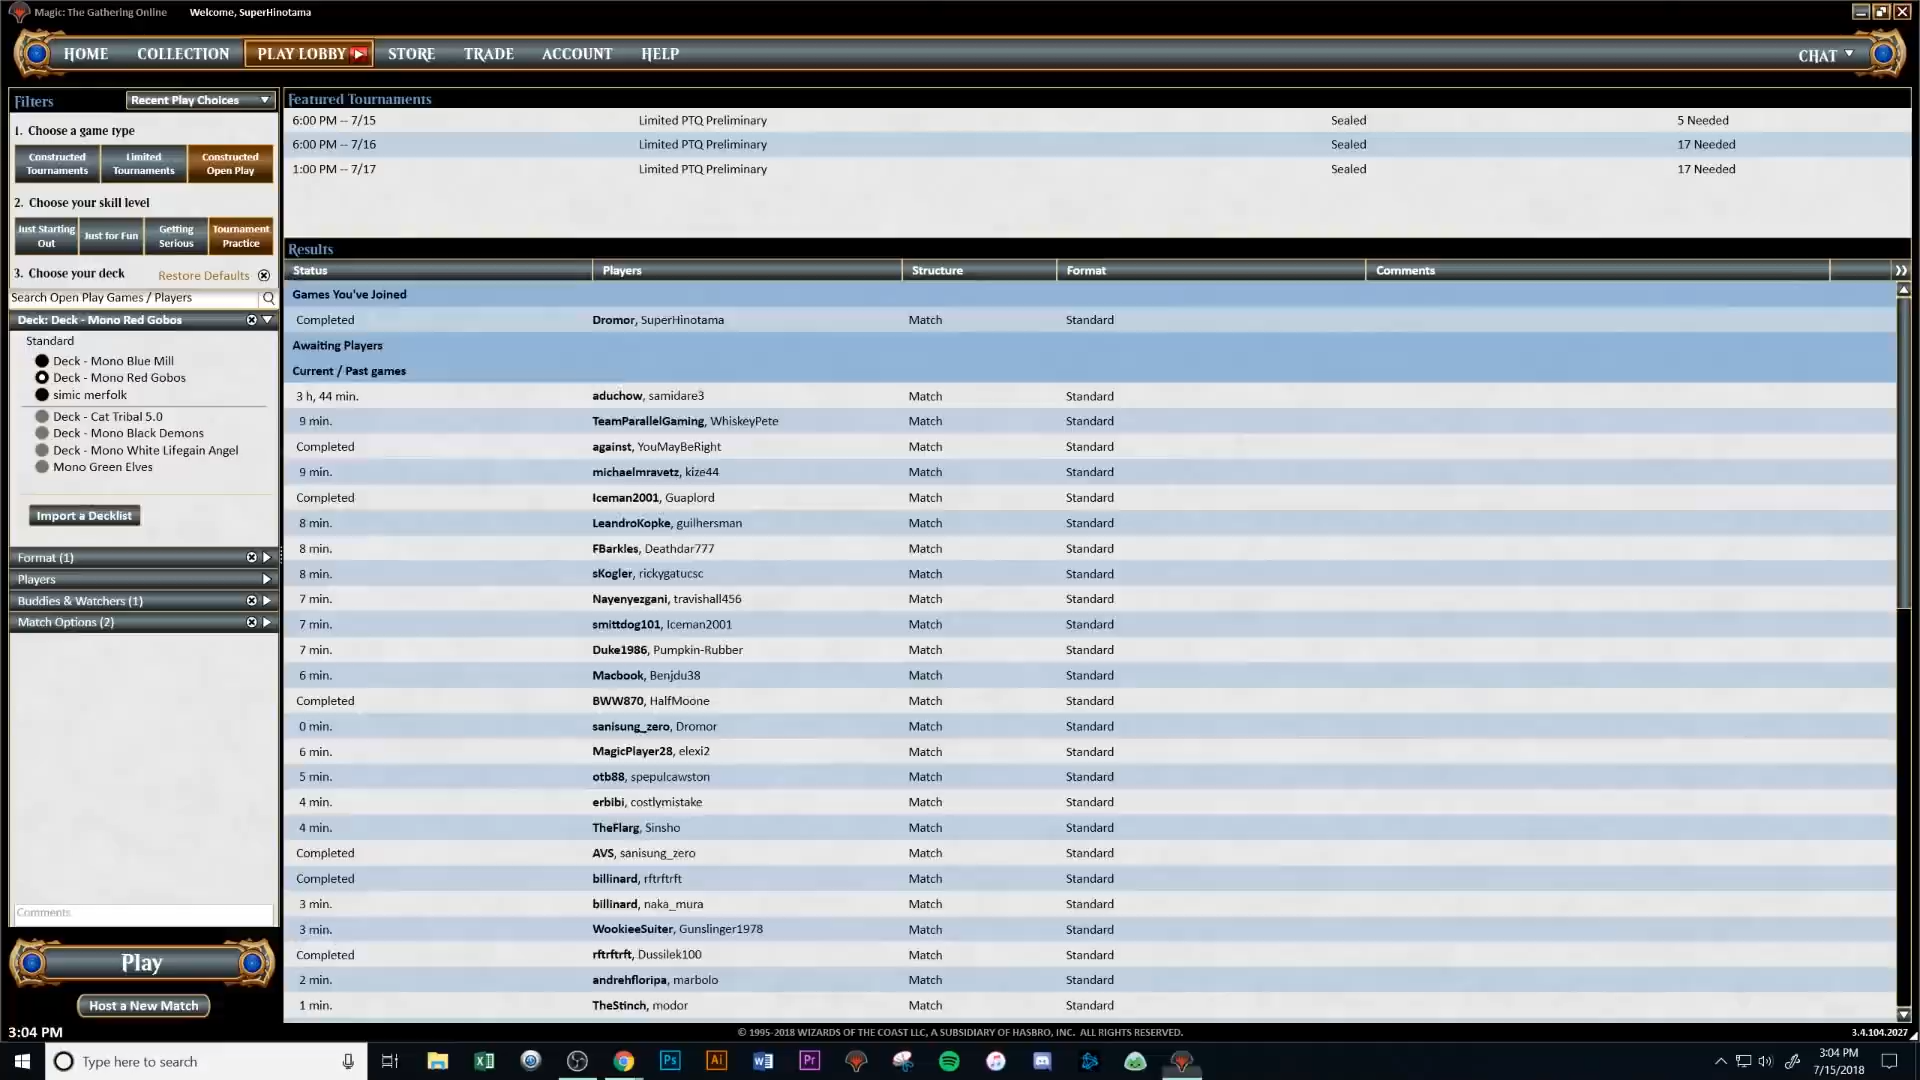 Magic: The Gathering Online Welcome, SuperHinotama
HOME COLLECTION PLAY LOBBY STORE TRADE ACCOUNT HELP CHAT
Filters Recent Play Choices
1. Choose a game type
Constructed Tournaments Limited Tournaments Constructed Open Play
2. Choose your skill level
Just Starting Out Just for Fun Getting Serious Tournament Practice
3. Choose your deck Restore Defaults
Search Open Play Games / Players
Deck: Deck - Mono Red Gobos
Standard
Deck - Mono Blue Mill
Deck - Mono Red Gobos
simic merfolk
Deck - Cat Tribal 5.0
Deck - Mono Black Demons
Deck - Mono White Lifegain Angel
Mono Green Elves
Import a Decklist
Format (1)
Players
Buddies & Watchers (1)
Match Options (2)
Comments
Play
Host a New Match
3:04 PM
Featured Tournaments
6:00 PM -- 7/15 Limited PTQ Preliminary Sealed 5 Needed
6:00 PM -- 7/16 Limited PTQ Preliminary Sealed 17 Needed
1:00 PM -- 7/17 Limited PTQ Preliminary Sealed 17 Needed
Results
Status Players Structure Format Comments
Games You've Joined
Completed Dromor, SuperHinotama Match Standard
Awaiting Players
Current / Past games
3 h, 44 min. aduchow, samidare3 Match Standard
9 min. TeamParallelGaming, WhiskeyPete Match Standard
Completed against, YouMayBeRight Match Standard
9 min. michaelmravetz, kize44 Match Standard
Completed Iceman2001, Guaplord Match Standard
8 min. LeandroKopke, guilhersman Match Standard
8 min. FBarkles, Deathdar777 Match Standard
8 min. sKogler, rickygatucsc Match Standard
7 min. Nayenyezgani, travishall456 Match Standard
7 min. smittdog101, Iceman2001 Match Standard
7 min. Duke1986, Pumpkin-Rubber Match Standard
6 min. Macbook, Benjdu38 Match Standard
Completed BWW870, HalfMoone Match Standard
0 min. sanisung_zero, Dromor Match Standard
6 min. MagicPlayer28, elexi2 Match Standard
5 min. otb88, spepulcawston Match Standard
4 min. erbibi, costlymistake Match Standard
4 min. TheFlarg, Sinsho Match Standard
Completed AVS, sanisung_zero Match Standard
Completed billinard, rftrftrft Match Standard
3 min. billinard, naka_mura Match Standard
3 min. WookieeSuiter, Gunslinger1978 Match Standard
Completed rftrftrft, Dussilek100 Match Standard
2 min. andrehfloripa, marbolo Match Standard
1 min. TheStinch, modor Match Standard
© 1995-2018 WIZARDS OF THE COAST LLC, A SUBSIDIARY OF HASBRO, INC. ALL RIGHTS RESERVED. 3.4.104.2027
Type here to search
Ps Ai Pr
3:04 PM
7/15/2018